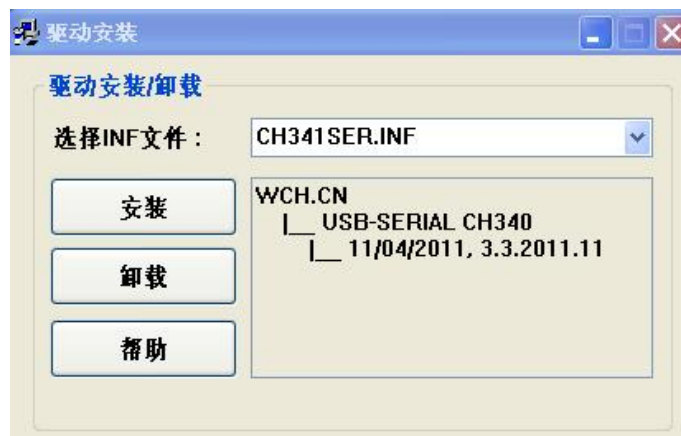 驱动安装
驱动安装/卸载
选择INF文件：
CH341SER.INF
安装
卸载
帮助
WCH.CN
|__ USB-SERIAL CH340
|__ 11/04/2011, 3.3.2011.11